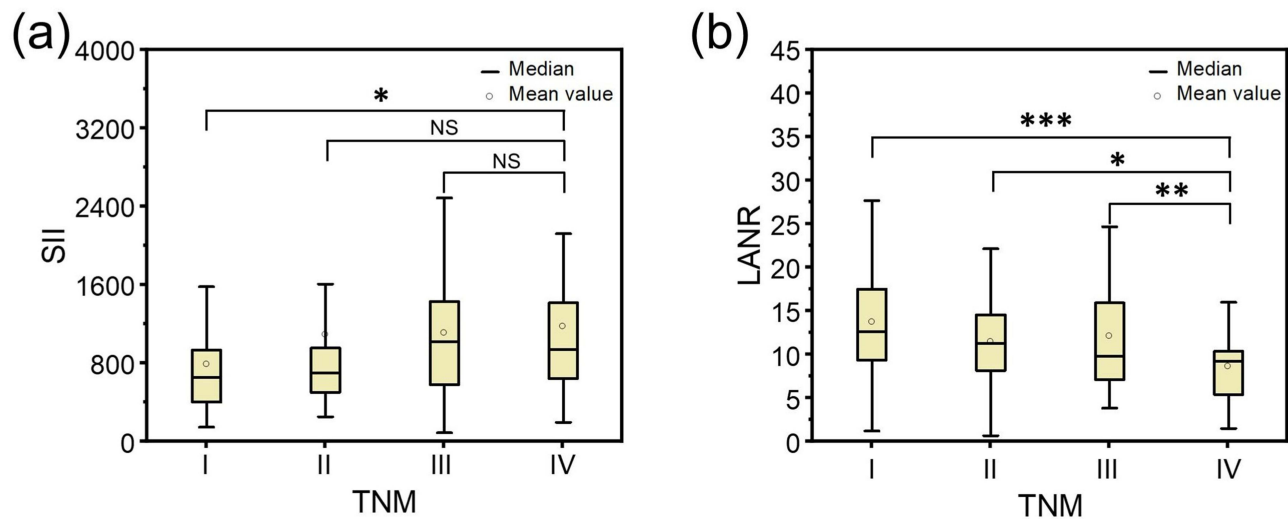 (a)
4000
3200
2400
1600
800
0
SII
Median
Mean value
*
NS
NS
I
II
III
IV
TNM
(b)
45
40
35
30
25
20
15
10
5
0
LANR
Median
Mean value
***
*
**
I
II
III
IV
TNM